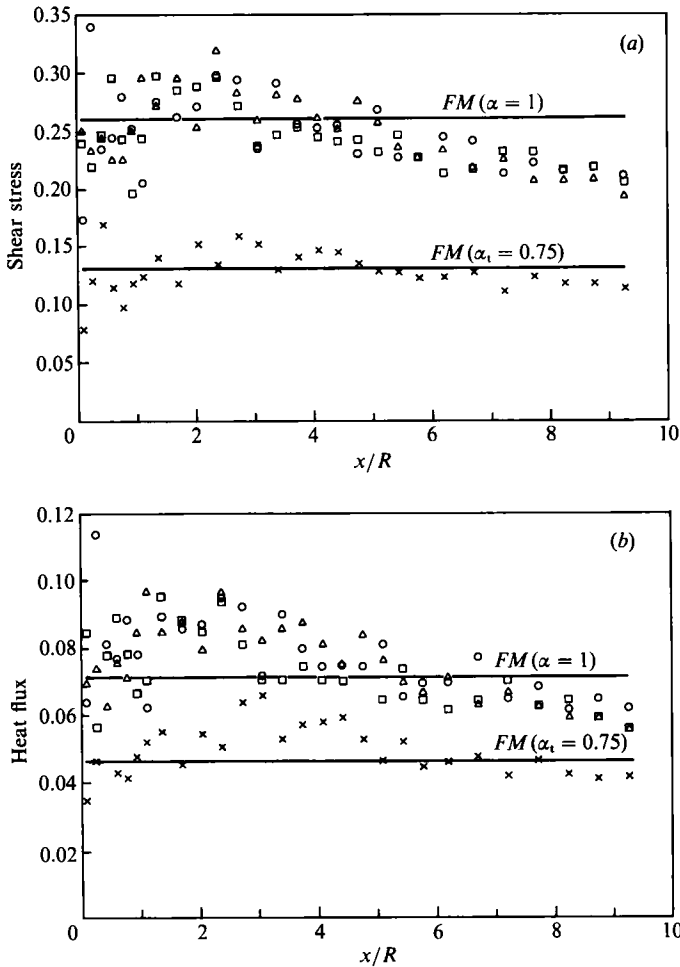 (a)
0.35
0.30
0.25
0.20
0.15
0.10
0.05
Shear stress
FM (α = 1)
FM (αₜ = 0.75)
0 2 4 6 8 10
x/R
(b)
0.12
0.10
0.08
0.06
0.04
0.02
Heat flux
FM (α = 1)
FM (αₜ = 0.75)
0 2 4 6 8 10
x/R